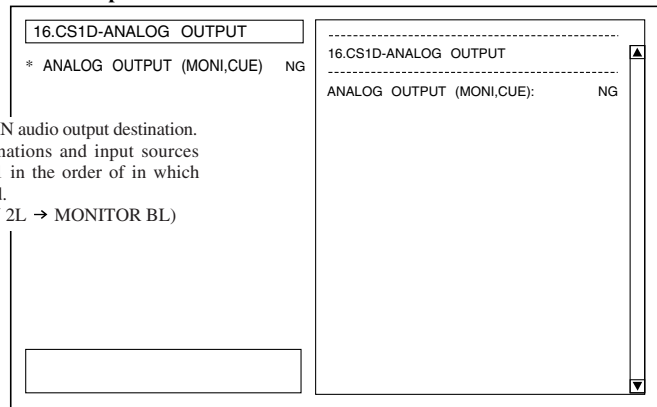 16.CS1D-ANALOG OUTPUT
* ANALOG OUTPUT (MONI,CUE) NG
N audio output destination.
nations and input sources
in the order of in which
2L → MONITOR BL)
16.CS1D-ANALOG OUTPUT
ANALOG OUTPUT (MONI,CUE): NG